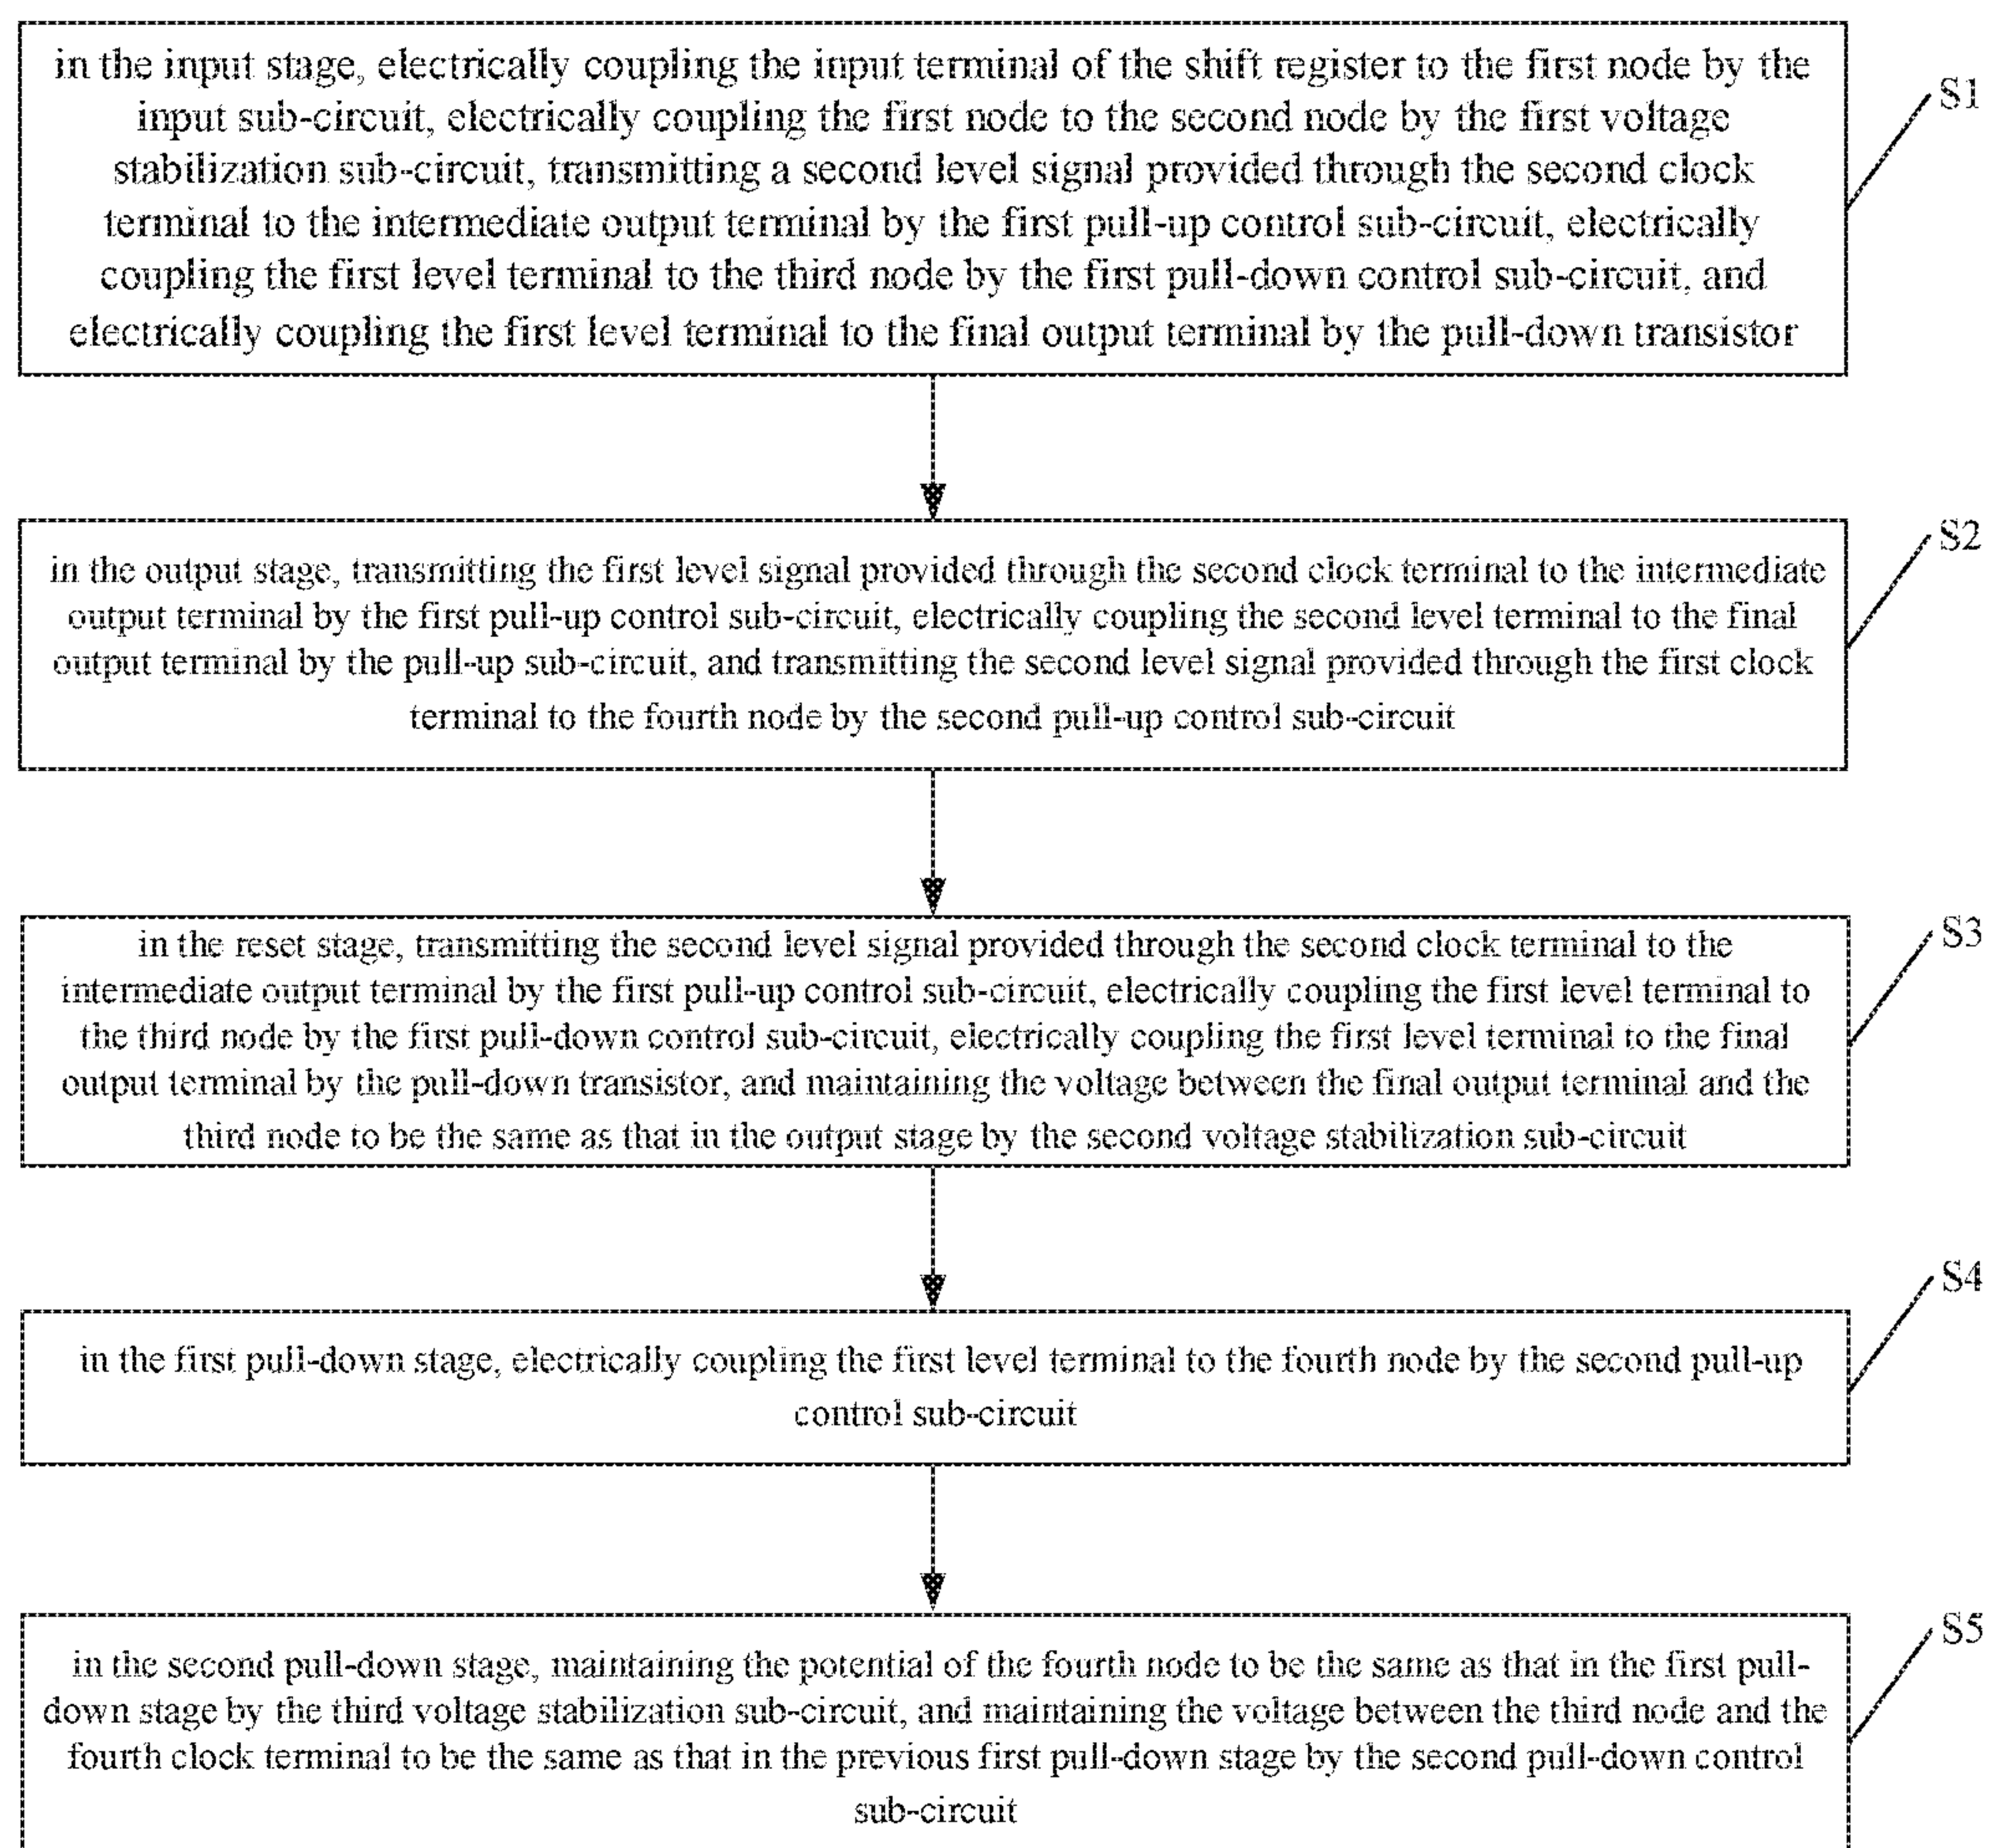 in the input stage, electrically coupling the input terminal of the shift register to the first node by the
input sub-circuit, electrically coupling the first node to the second node by the first voltage
stabilization sub-circuit, transmitting a second level signal provided through the second clock
terminal to the intermediate output terminal by the first pull-up control sub-circuit, electrically
coupling the first level terminal to the third node by the first pull-down control sub-circuit, and
electrically coupling the first level terminal to the final output terminal by the pull-down transistor
S1
in the output stage, transmitting the first level signal provided through the second clock terminal to the intermediate
output terminal by the first pull-up control sub-circuit, electrically coupling the second level terminal to the final
output terminal by the pull-up sub-circuit, and transmitting the second level signal provided through the first clock
terminal to the fourth node by the second pull-up control sub-circuit
S2
in the reset stage, transmitting the second level signal provided through the second clock terminal to the
intermediate output terminal by the first pull-up control sub-circuit, electrically coupling the first level terminal to
the third node by the first pull-down control sub-circuit, electrically coupling the first level terminal to the final
output terminal by the pull-down transistor, and maintaining the voltage between the final output terminal and the
third node to be the same as that in the output stage by the second voltage stabilization sub-circuit
S3
in the first pull-down stage, electrically coupling the first level terminal to the fourth node by the second pull-up
control sub-circuit
S4
in the second pull-down stage, maintaining the potential of the fourth node to be the same as that in the first pull-
down stage by the third voltage stabilization sub-circuit, and maintaining the voltage between the third node and the
fourth clock terminal to be the same as that in the previous first pull-down stage by the second pull-down control
sub-circuit
S5